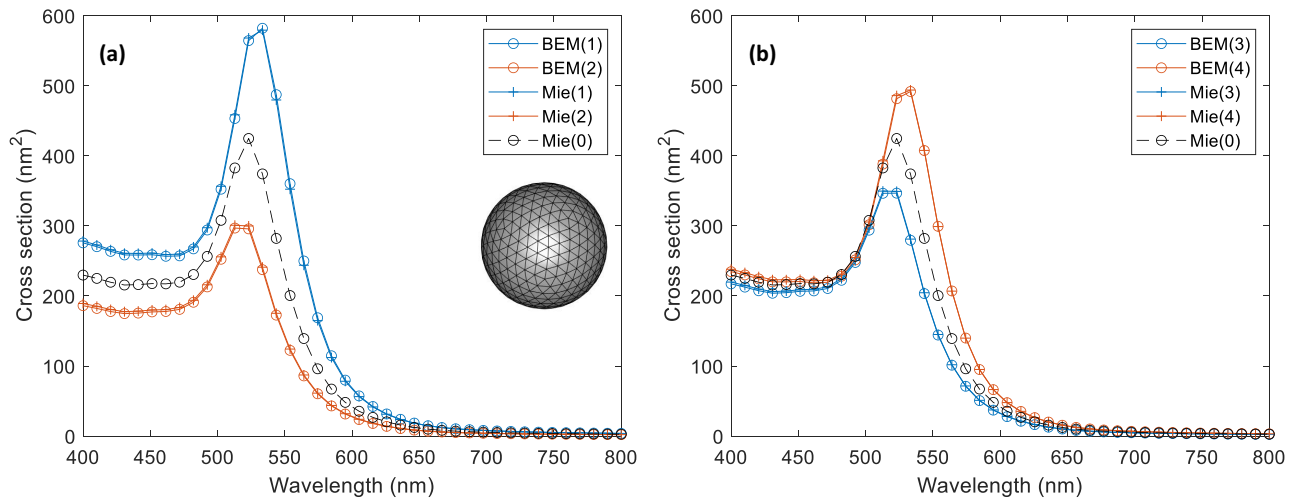 600
500
400
300
200
100
0
Cross section (nm2)
(a)
BEM(1)
BEM(2)
Mie(1)
Mie(2)
Mie(0)
400 450 500 550 600 650 700 750 800
Wavelength (nm)
600
500
400
300
200
100
0
Cross section (nm2)
(b)
BEM(3)
BEM(4)
Mie(3)
Mie(4)
Mie(0)
400 450 500 550 600 650 700 750 800
Wavelength (nm)